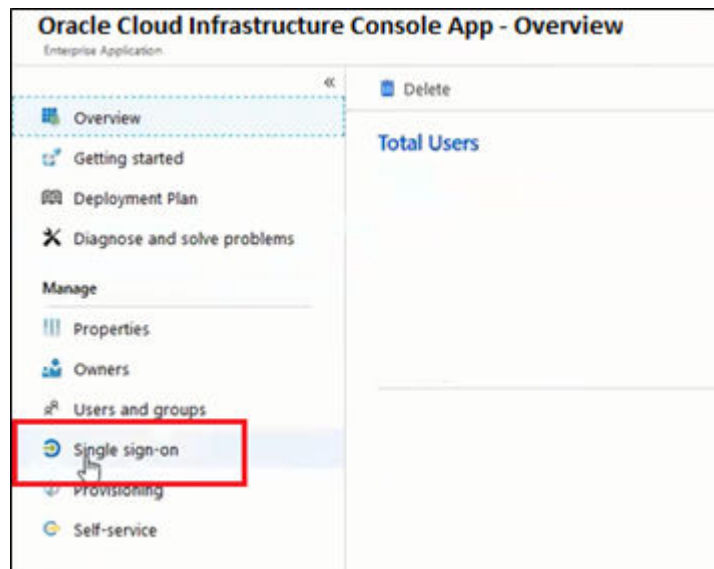 Oracle Cloud Infrastructure Console App - Overview
Enterprise Application
«
Delete
Overview
Total Users
Getting started
Deployment Plan
Diagnose and solve problems
Manage
Properties
Owners
Users and groups
Single sign-on
Provisioning
Self-service